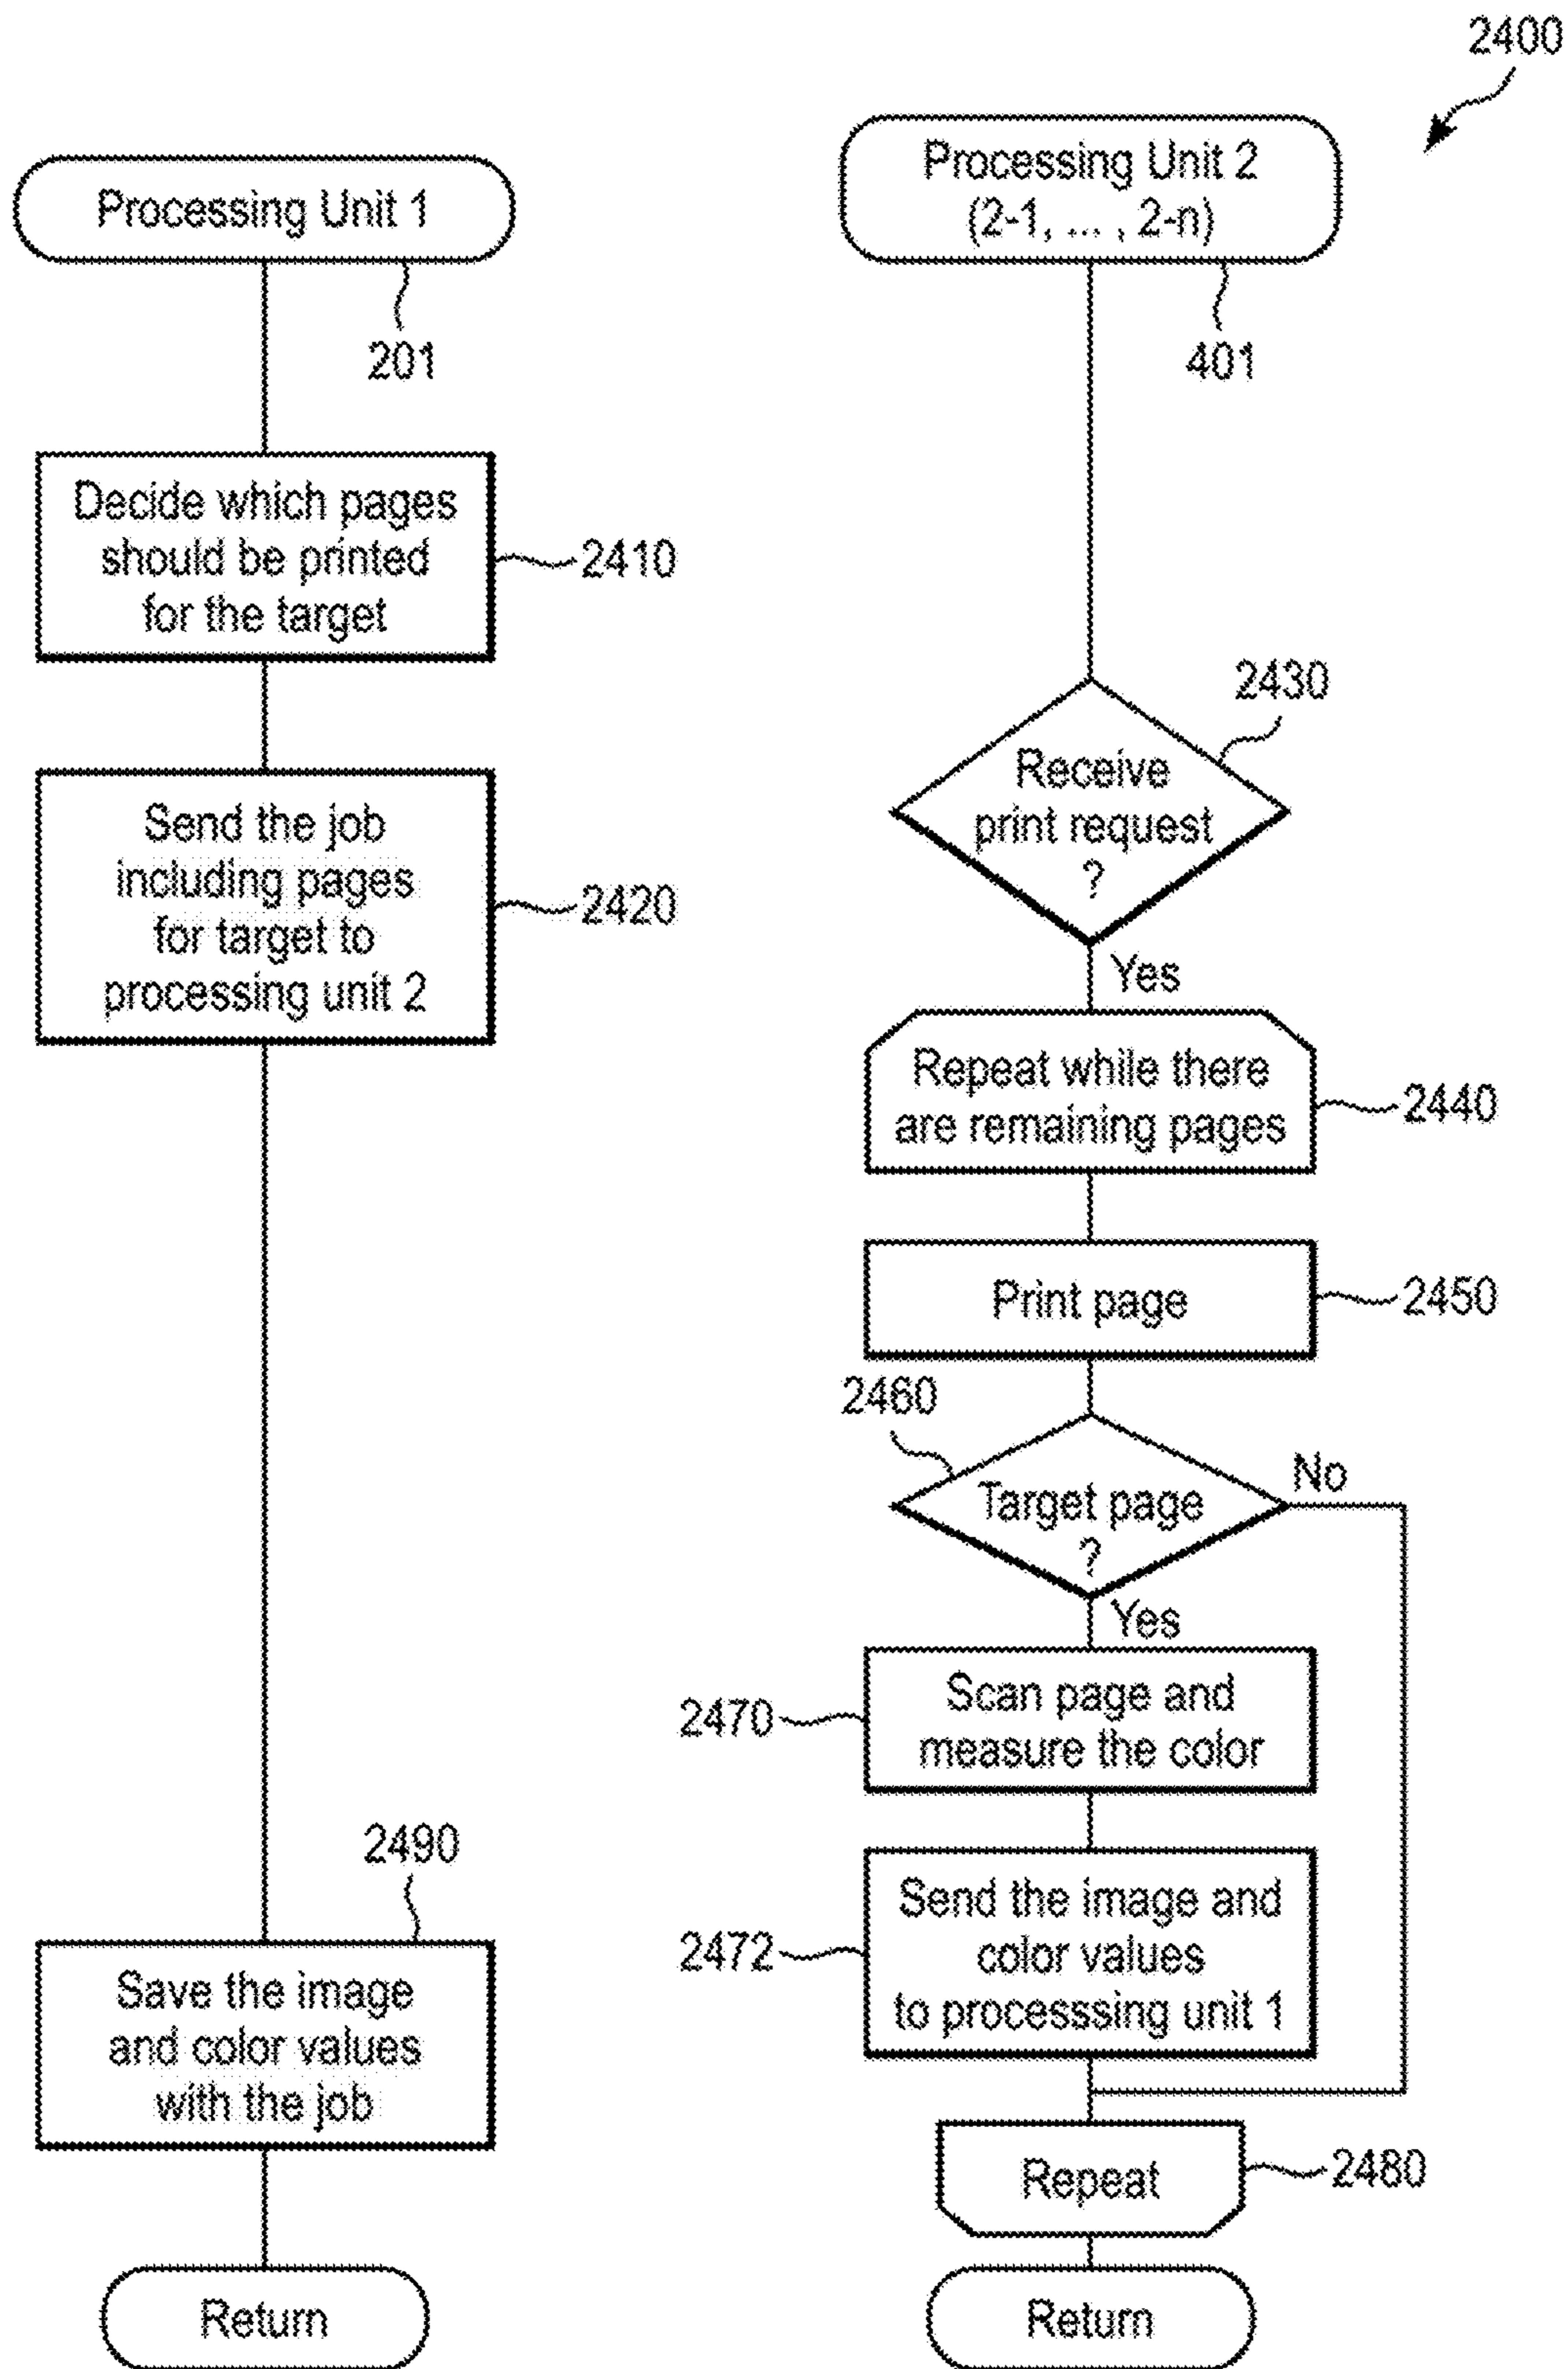 2400
Processing Unit 1
201
Decide which pages
should be printed
for the target
2410
Send the job
including pages
for target to
processing unit 2
2420
2490
Save the image
and color values
with the job
Return
Processing Unit 2
(2-1, ... , 2-n)
401
2430
Receive
print request
?
Yes
Repeat while there
are remaining pages
2440
Print page
2450
2460
Target page
?
No
Yes
2470
Scan page and
measure the color
2472
Send the image and
color values
to processsing unit 1
Repeat
2480
Return